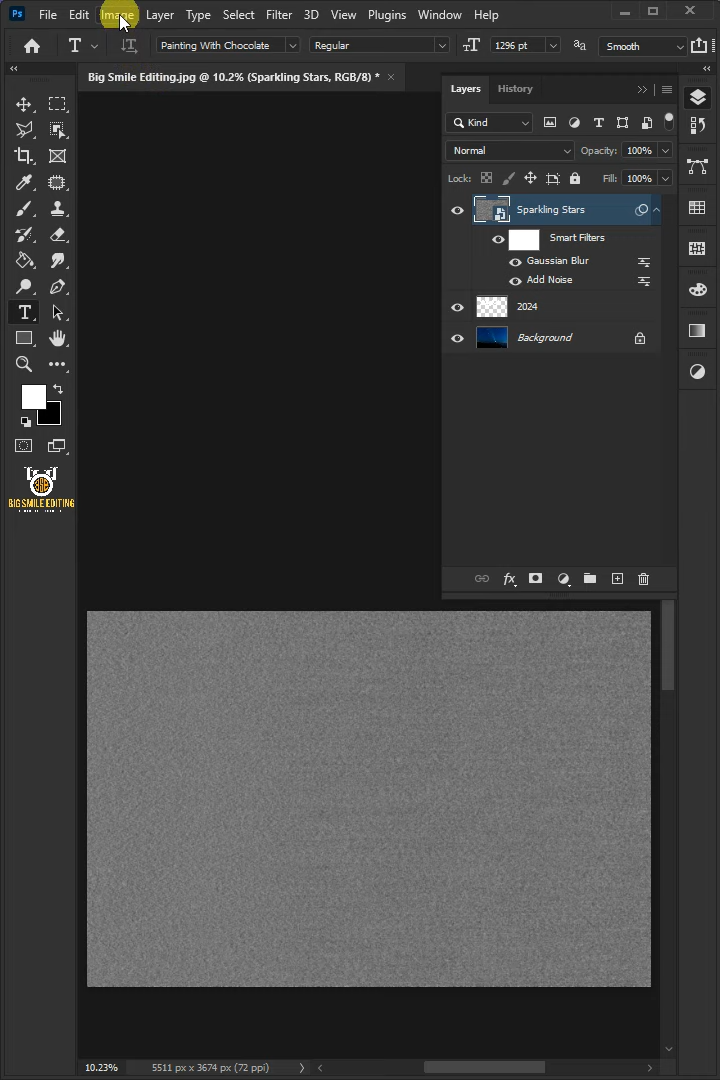 Ps File Edit Image Layer Type Select Filter 3D View Plugins Window Help
T Painting With Chocolate Regular 1296 pt Smooth
Big Smile Editing.jpg @ 10.2% (Sparkling Stars, RGB/8) *
Layers History
Kind
Normal Opacity: 100%
Lock: Fill: 100%
Sparkling Stars
Smart Filters
Gaussian Blur
Add Noise
2024
Background
BIG SMILE EDITING
fx
10.23% 5511 px x 3674 px (72 ppi)